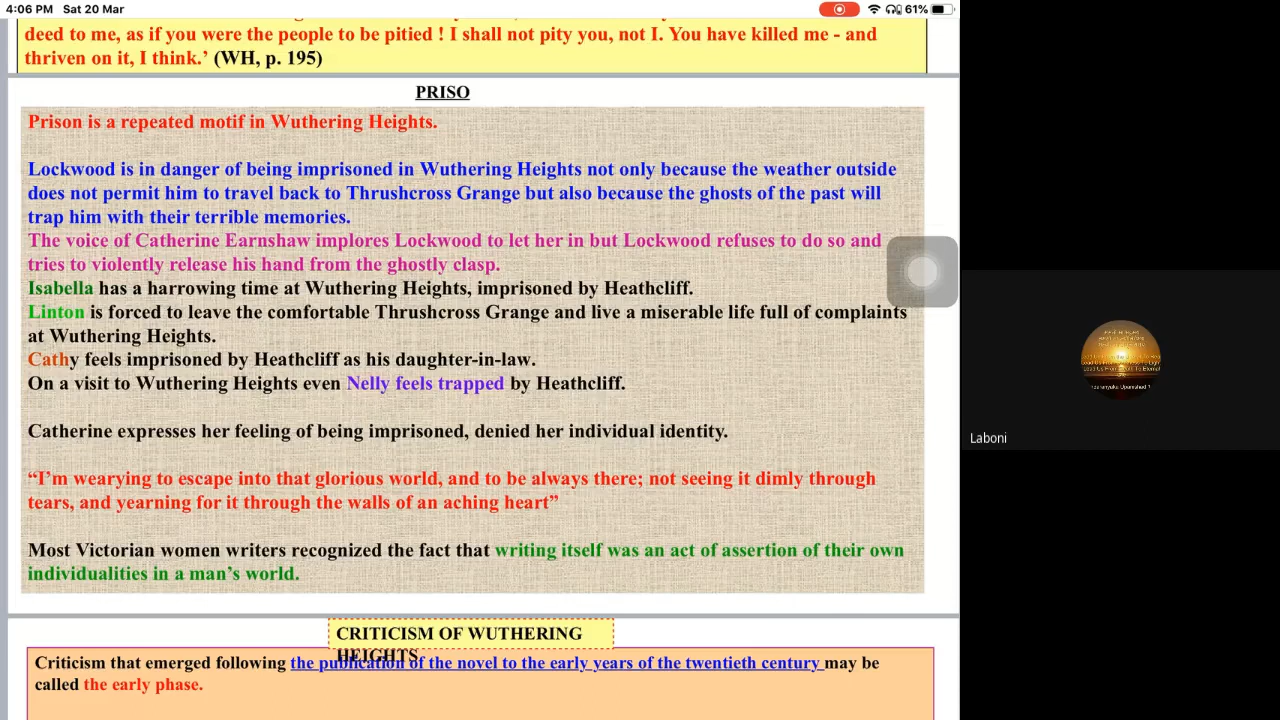 4:06 PM Sat 20 Mar
61%
deed to me, as if you were the people to be pitied ! I shall not pity you, not I. You have killed me - and
thriven on it, I think.’ (WH, p. 195)
PRISO
Prison is a repeated motif in Wuthering Heights.
Lockwood is in danger of being imprisoned in Wuthering Heights not only because the weather outside
does not permit him to travel back to Thrushcross Grange but also because the ghosts of the past will
trap him with their terrible memories.
The voice of Catherine Earnshaw implores Lockwood to let her in but Lockwood refuses to do so and
tries to violently release his hand from the ghostly clasp.
Isabella has a harrowing time at Wuthering Heights, imprisoned by Heathcliff.
Linton is forced to leave the comfortable Thrushcross Grange and live a miserable life full of complaints
at Wuthering Heights.
Cathy feels imprisoned by Heathcliff as his daughter-in-law.
On a visit to Wuthering Heights even Nelly feels trapped by Heathcliff.
Catherine expresses her feeling of being imprisoned, denied her individual identity.
“I’m wearying to escape into that glorious world, and to be always there; not seeing it dimly through
tears, and yearning for it through the walls of an aching heart”
Most Victorian women writers recognized the fact that writing itself was an act of assertion of their own
individualities in a man’s world.
CRITICISM OF WUTHERING
HEIGHTS
Criticism that emerged following the publication of the novel to the early years of the twentieth century may be
called the early phase.
Laboni